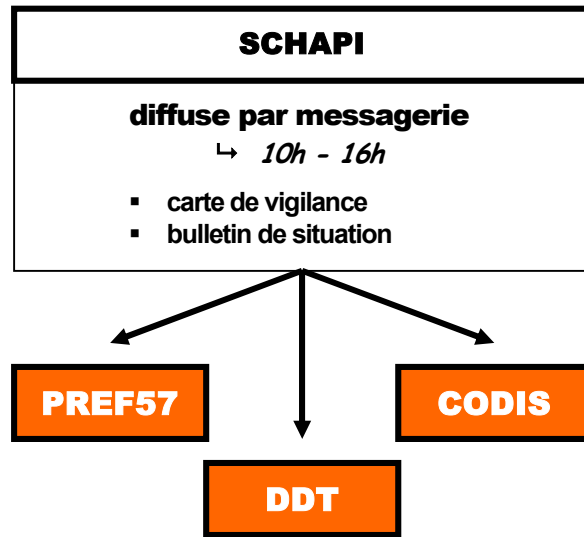 SCHAPI
diffuse par messagerie
↳ 10h - 16h
▪ carte de vigilance
▪ bulletin de situation
PREF57
CODIS
DDT